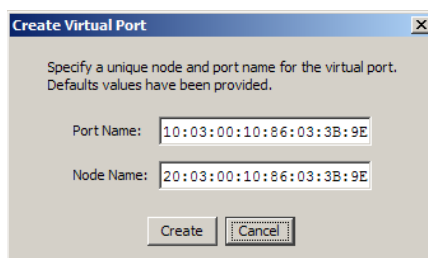 Create Virtual Port
Specify a unique node and port name for the virtual port.
Defaults values have been provided.
Port Name: 10:03:00:10:86:03:3B:9E
Node Name: 20:03:00:10:86:03:3B:9E
Create Cancel